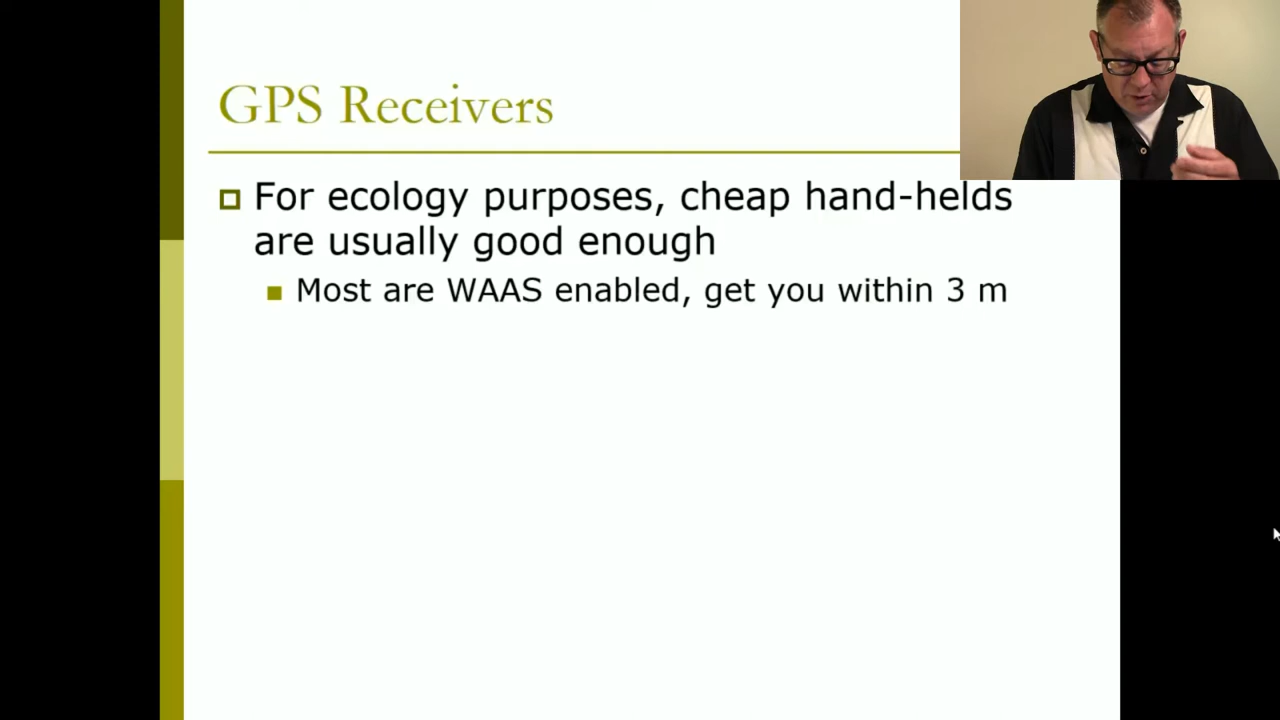 GPS Receivers
For ecology purposes, cheap hand-helds
are usually good enough
Most are WAAS enabled, get you within 3 m